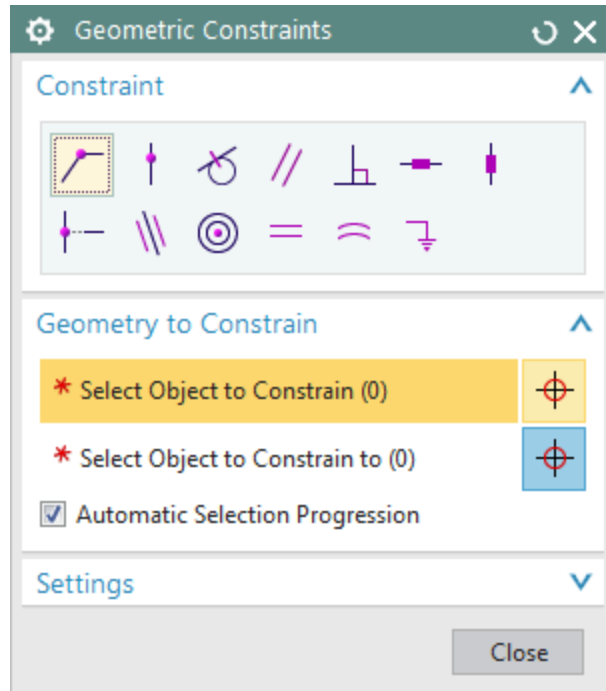 Geometric Constraints
Constraint
Geometry to Constrain
* Select Object to Constrain (0)
* Select Object to Constrain to (0)
Automatic Selection Progression
Settings
Close